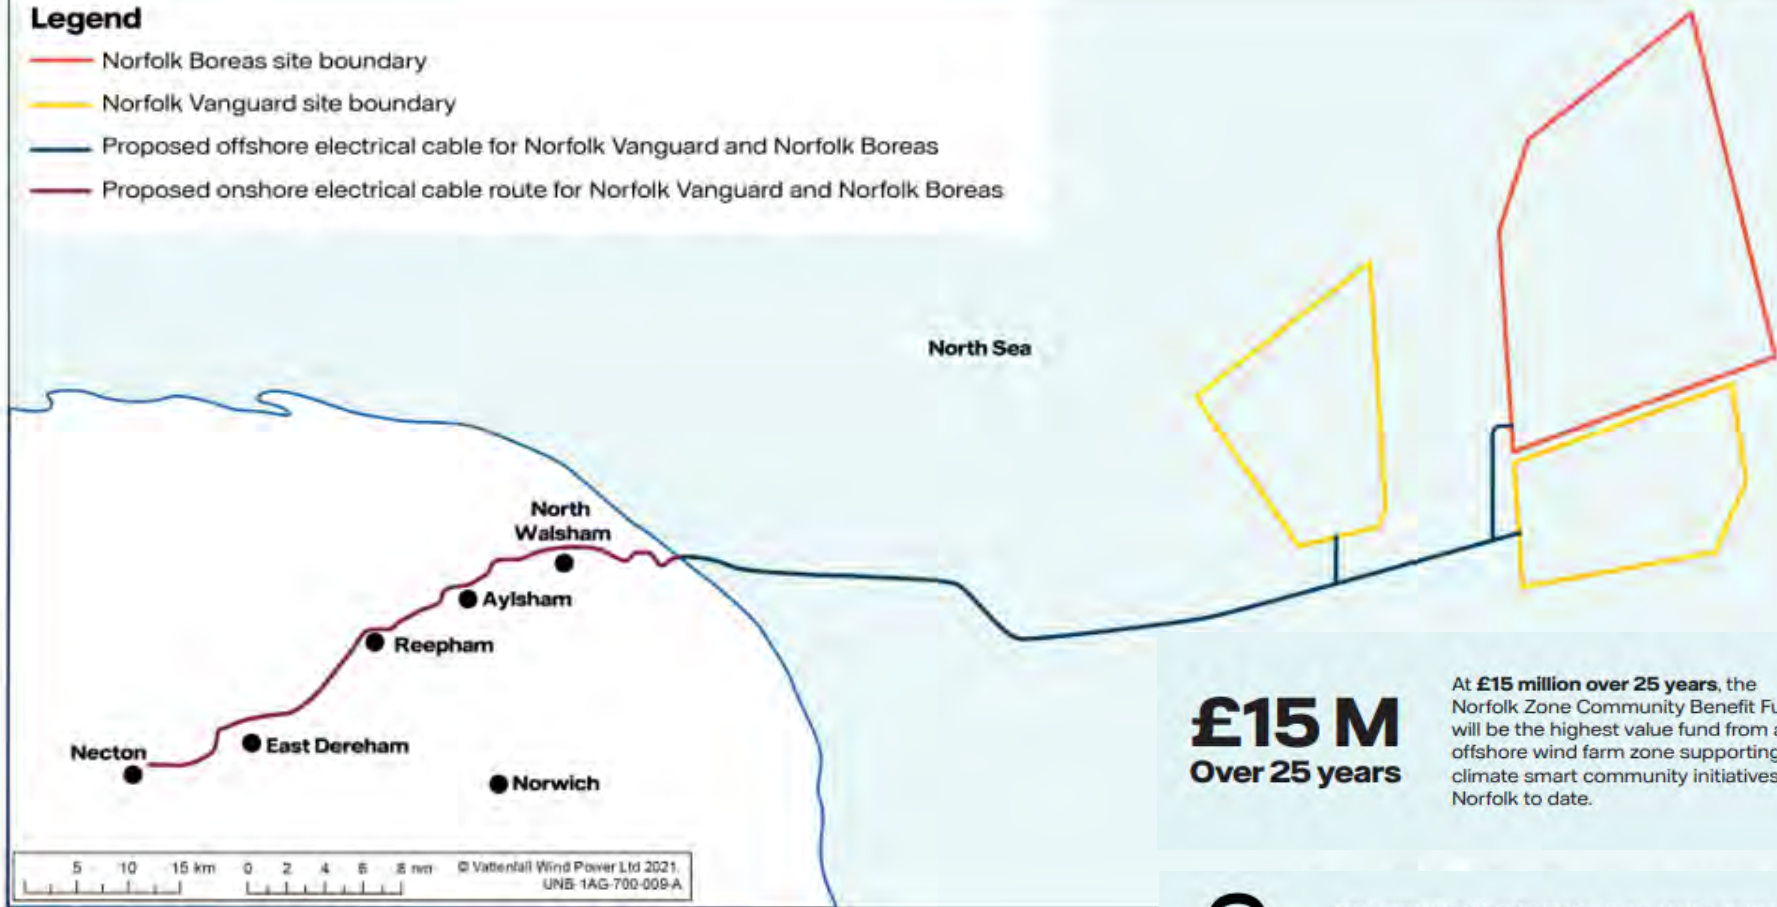 Legend
Norfolk Boreas site boundary
Norfolk Vanguard site boundary
Proposed offshore electrical cable for Norfolk Vanguard and Norfolk Boreas
Proposed onshore electrical cable route for Norfolk Vanguard and Norfolk Boreas
North Sea
North
Walsham
Aylsham
Reepham
East Dereham
Necton
Norwich
5 10 15 km 0 2 4 6 8 nm
© Vattenfall Wind Power Ltd 2021.
UNB-1AG-700-009-A
£15 M
Over 25 years
At £15 million over 25 years, the
Norfolk Zone Community Benefit
will be the highest value fund from
offshore wind farm zone supporting
climate smart community initiatives
Norfolk to date.